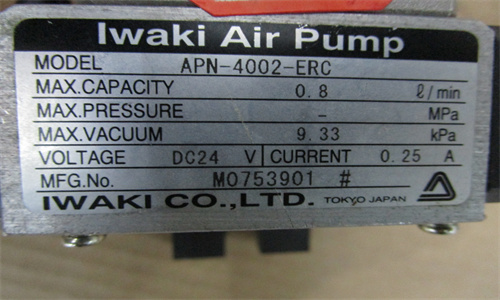 Iwaki Air Pump
MODEL APN-4002-ERC
MAX.CAPACITY 0.8 ℓ/min
MAX.PRESSURE - MPa
MAX.VACUUM 9.33 kPa
VOLTAGE DC24 V CURRENT 0.25 A
MFG.No. M0753901 #
IWAKI CO.,LTD. TOKYO JAPAN